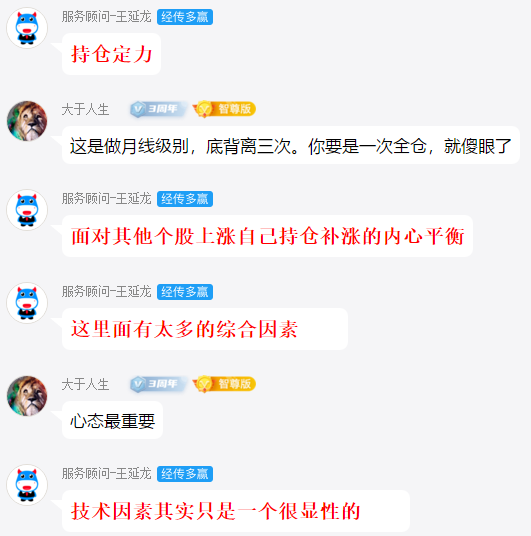 服务顾问-王延龙 经传多赢
持仓定力
大于人生 3周年 智尊版
这是做月线级别，底背离三次。你要是一次全仓，就傻眼了
服务顾问-王延龙 经传多赢
面对其他个股上涨自己持仓补涨的内心平衡
服务顾问-王延龙 经传多赢
这里面有太多的综合因素
大于人生 3周年 智尊版
心态最重要
服务顾问-王延龙 经传多赢
技术因素其实只是一个很显性的